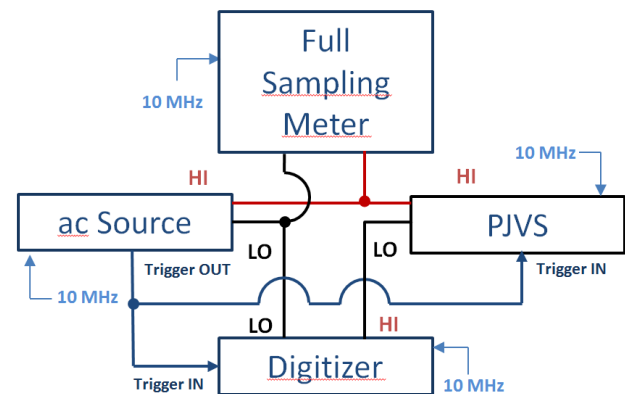 Full
Sampling
Meter
10 MHz
10 MHz
HI
HI
ac Source
PJVS
LO
LO
Trigger OUT
Trigger IN
10 MHz
LO
HI
Digitizer
Trigger IN
10 MHz